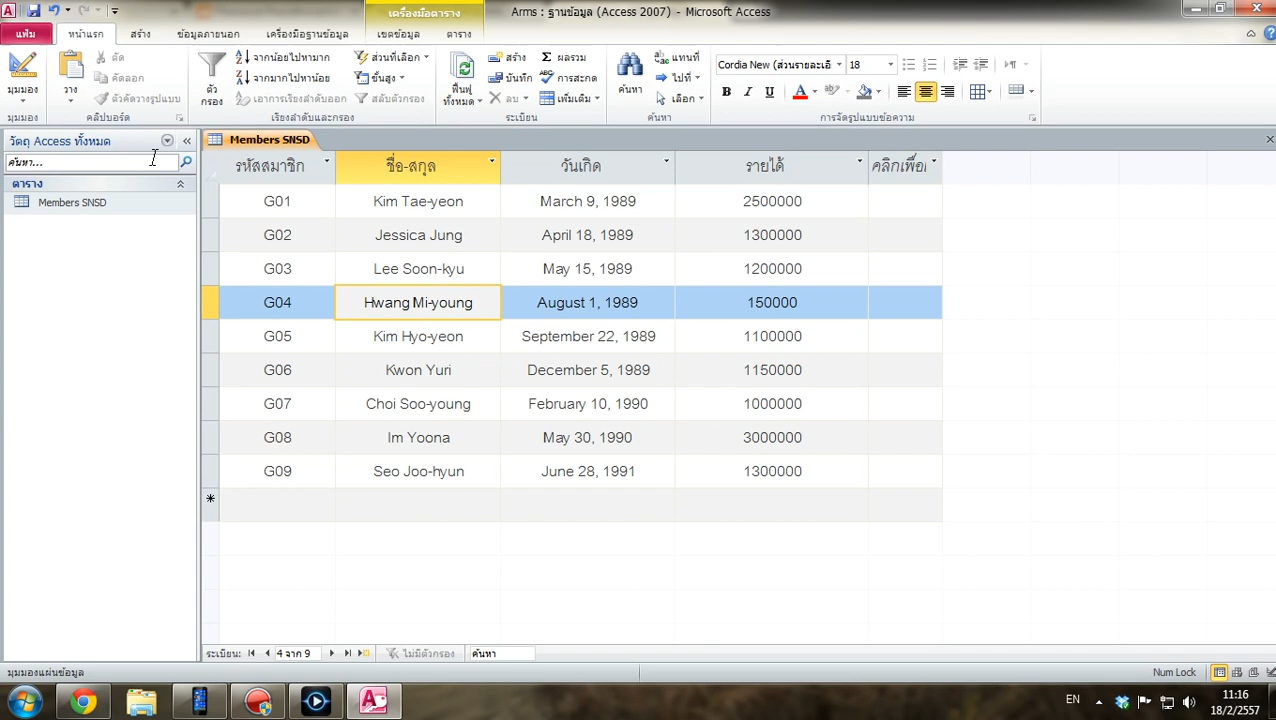 เครื่องมือตาราง
Arms : ฐานข้อมูล (Access 2007) - Microsoft Access
แฟ้ม หน้าแรก สร้าง ข้อมูลภายนอก เครื่องมือฐานข้อมูล เขตข้อมูล ตาราง
ตัด จากน้อยไปหามาก ส่วนที่เลือก สร้าง Σ ผลรวม แทนที่ Cordia New (ส่วนรายละเอี 18
คัดลอก จากมากไปหาน้อย ขั้นสูง บันทึก การสะกด ไปที่
มุมมอง วาง ตัวคัดวางรูปแบบ ตัวกรอง เอาการเรียงลำดับออก สลับตัวกรอง ฟื้นฟูทั้งหมด ลบ เพิ่มเติม ค้นหา เลือก B I U A
คลิปบอร์ด เรียงลำดับและกรอง ระเบียน ค้นหา การจัดรูปแบบข้อความ
วัตถุ Access ทั้งหมด
ค้นหา...
ตาราง
Members SNSD
Members SNSD
รหัสสมาชิก ชื่อ-สกุล วันเกิด รายได้ คลิกเพื่อเ
G01 Kim Tae-yeon March 9, 1989 2500000
G02 Jessica Jung April 18, 1989 1300000
G03 Lee Soon-kyu May 15, 1989 1200000
G04 Hwang Mi-young August 1, 1989 150000
G05 Kim Hyo-yeon September 22, 1989 1100000
G06 Kwon Yuri December 5, 1989 1150000
G07 Choi Soo-young February 10, 1990 1000000
G08 Im Yoona May 30, 1990 3000000
G09 Seo Joo-hyun June 28, 1991 1300000
ระเบียน: 4 จาก 9 ไม่มีตัวกรอง ค้นหา
มุมมองแผ่นข้อมูล Num Lock
EN 11:16
18/2/2557